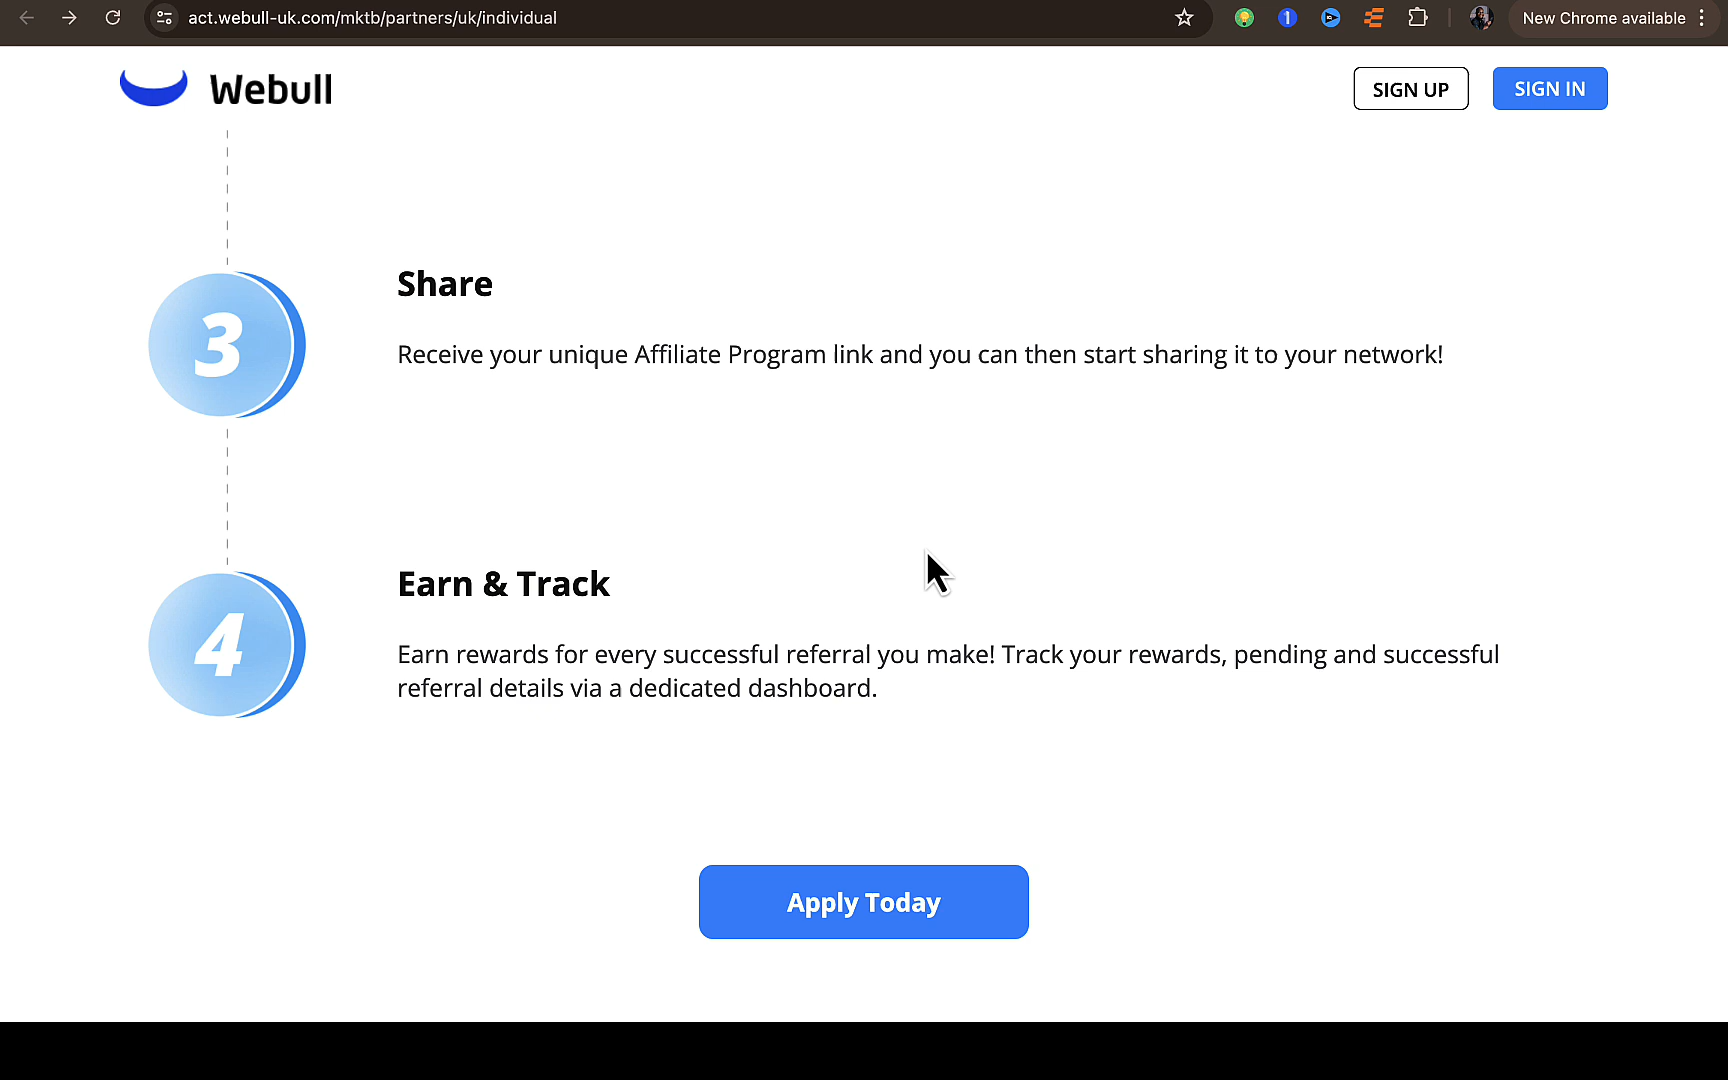 act.webull-uk.com/mktb/partners/uk/individual
New Chrome available
Webull
SIGN UP
SIGN IN
3
Share
Receive your unique Affiliate Program link and you can then start sharing it to your network!
4
Earn & Track
Earn rewards for every successful referral you make! Track your rewards, pending and successful
referral details via a dedicated dashboard.
Apply Today